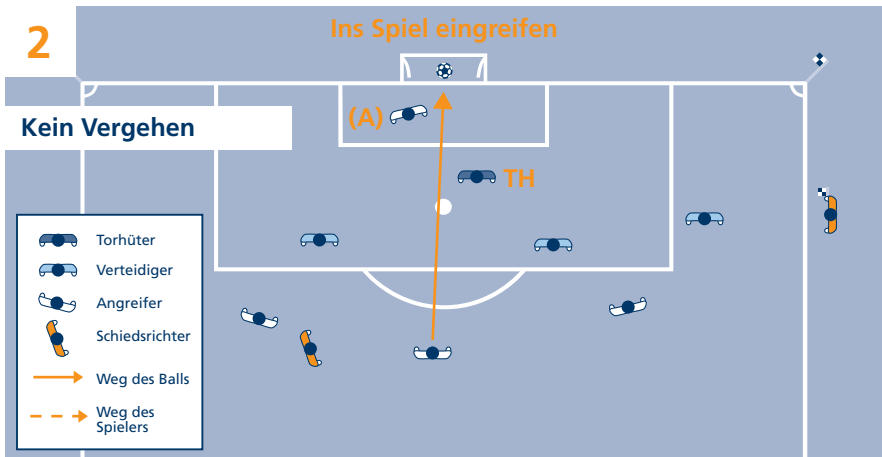 2
Ins Spiel eingreifen
Kein Vergehen
(A)
TH
Torhüter
Verteidiger
Angreifer
Schiedsrichter
Weg des Balls
Weg des
Spielers